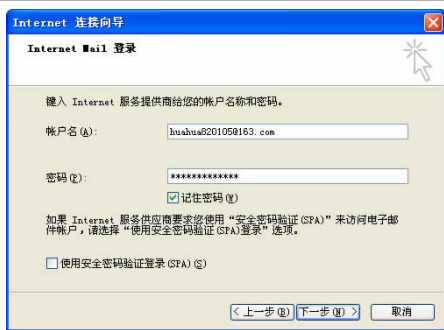 Internet 连接向导
Internet Mail 登录
键入 Internet 服务提供商给您的帐户名称和密码。
帐户名(A):
huahua820105@163.com
密码(P):
*************
记住密码(W)
如果 Internet 服务供应商要求您使用“安全密码验证(SPA)”来访问电子邮
件帐户，请选择“使用安全密码验证(SPA)登录”选项。
使用安全密码验证登录(SPA)(S)
< 上一步(B)
下一步(N) >
取消